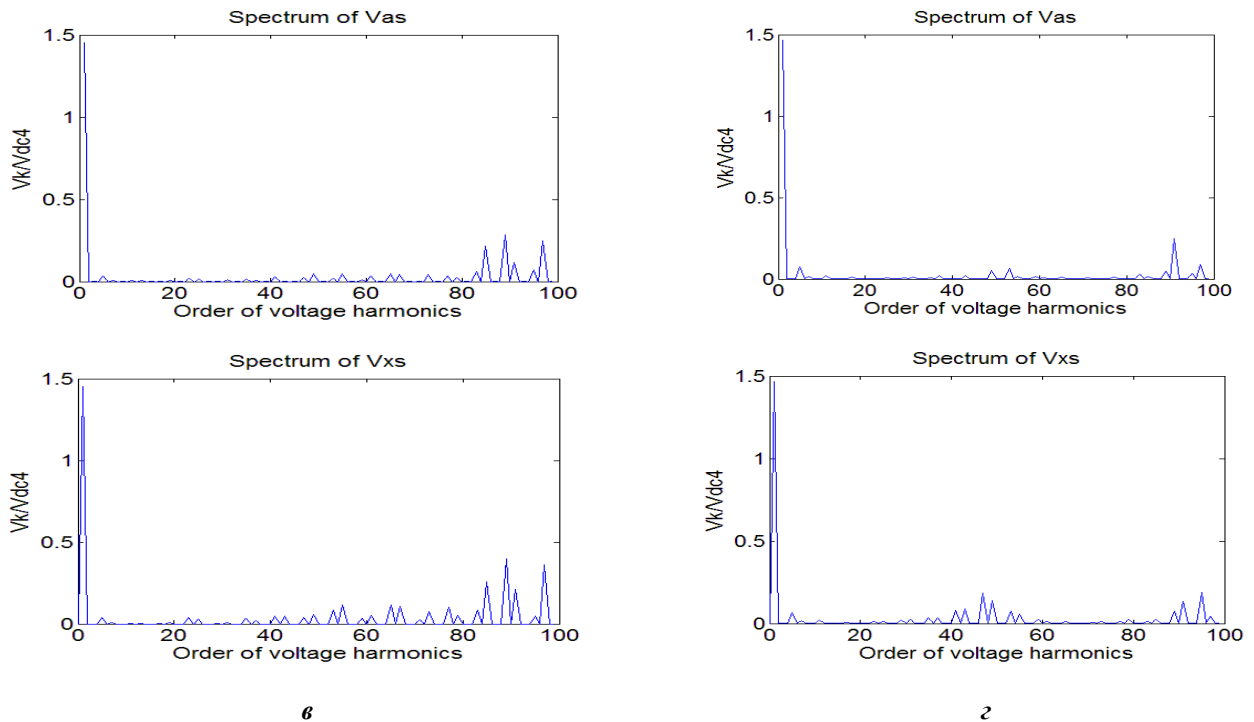 Spectrum of Vas
1.5
1
0.5
0
Vk/Vdc4
0 20 40 60 80 100
Order of voltage harmonics
Spectrum of Vas
1.5
1
0.5
0
Vk/Vdc4
0 20 40 60 80 100
Order of voltage harmonics
Spectrum of Vxs
1.5
1
0.5
0
Vk/Vdc4
0 20 40 60 80 100
Order of voltage harmonics
Spectrum of Vxs
1.5
1
0.5
0
Vk/Vdc4
0 20 40 60 80 100
Order of voltage harmonics
в
г